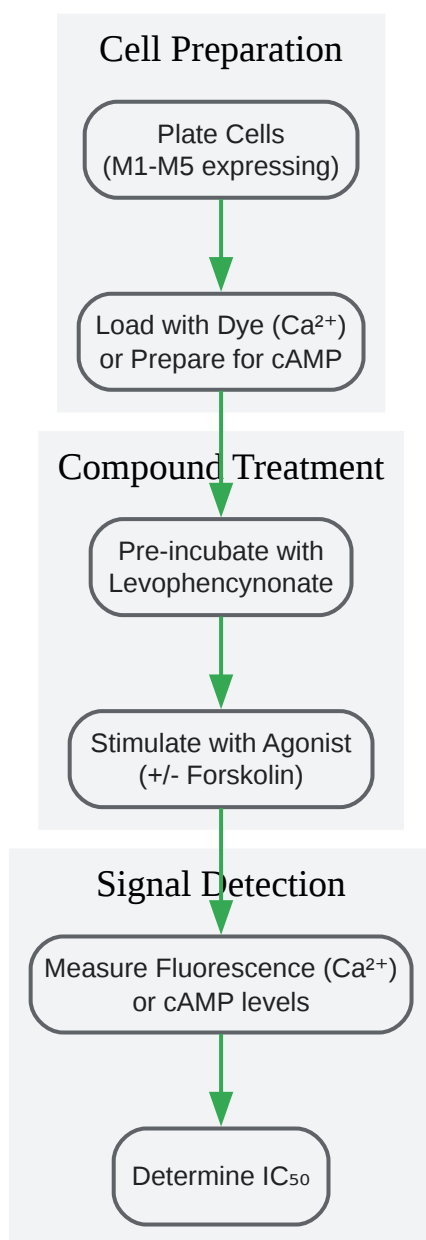 Cell Preparation
Plate Cells
(M1-M5 expressing)
Load with Dye (Ca²⁺)
or Prepare for cAMP
Compound Treatment
Pre-incubate with
Levophencynonate
Stimulate with Agonist
(+/- Forskolin)
Signal Detection
Measure Fluorescence (Ca²⁺)
or cAMP levels
Determine IC₅₀